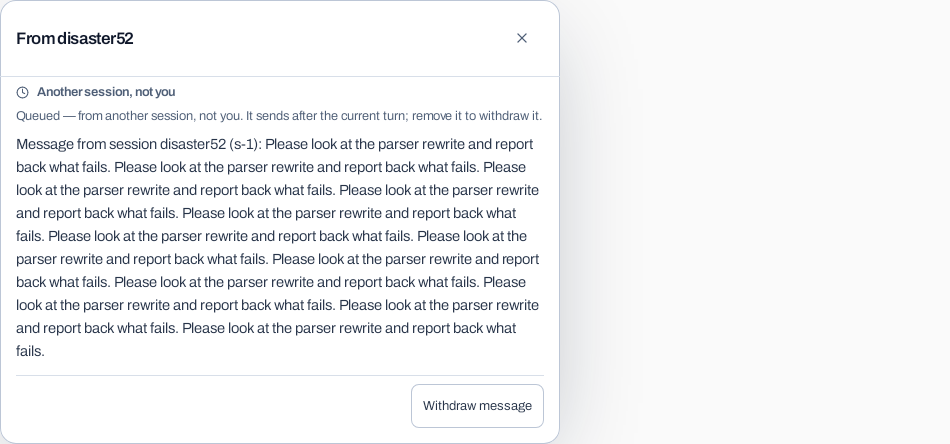 From disaster52
Another session, not you
Queued — from another session, not you. It sends after the current turn; remove it to withdraw it.
Message from session disaster52 (s-1): Please look at the parser rewrite and report
back what fails. Please look at the parser rewrite and report back what fails. Please
look at the parser rewrite and report back what fails. Please look at the parser rewrite
and report back what fails. Please look at the parser rewrite and report back what
fails. Please look at the parser rewrite and report back what fails. Please look at the
parser rewrite and report back what fails. Please look at the parser rewrite and report
back what fails. Please look at the parser rewrite and report back what fails. Please
look at the parser rewrite and report back what fails. Please look at the parser rewrite
and report back what fails. Please look at the parser rewrite and report back what
fails.
Withdraw message